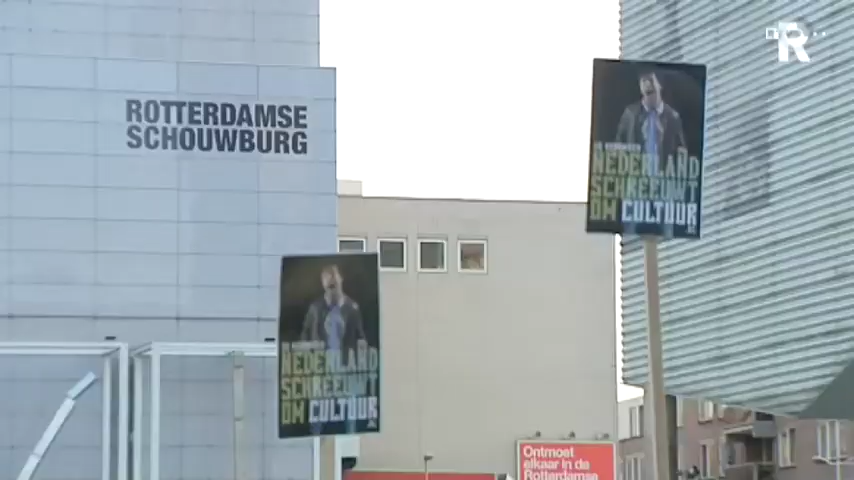 ROTTERDAMSE
SCHOUWBURG
NEDERLAND
SCHREEUWT
OM CULTUUR
NEDERLAND
SCHREEUWT
OM CULTUUR
Ontmoet
elkaar in de
Rotterdamse
R